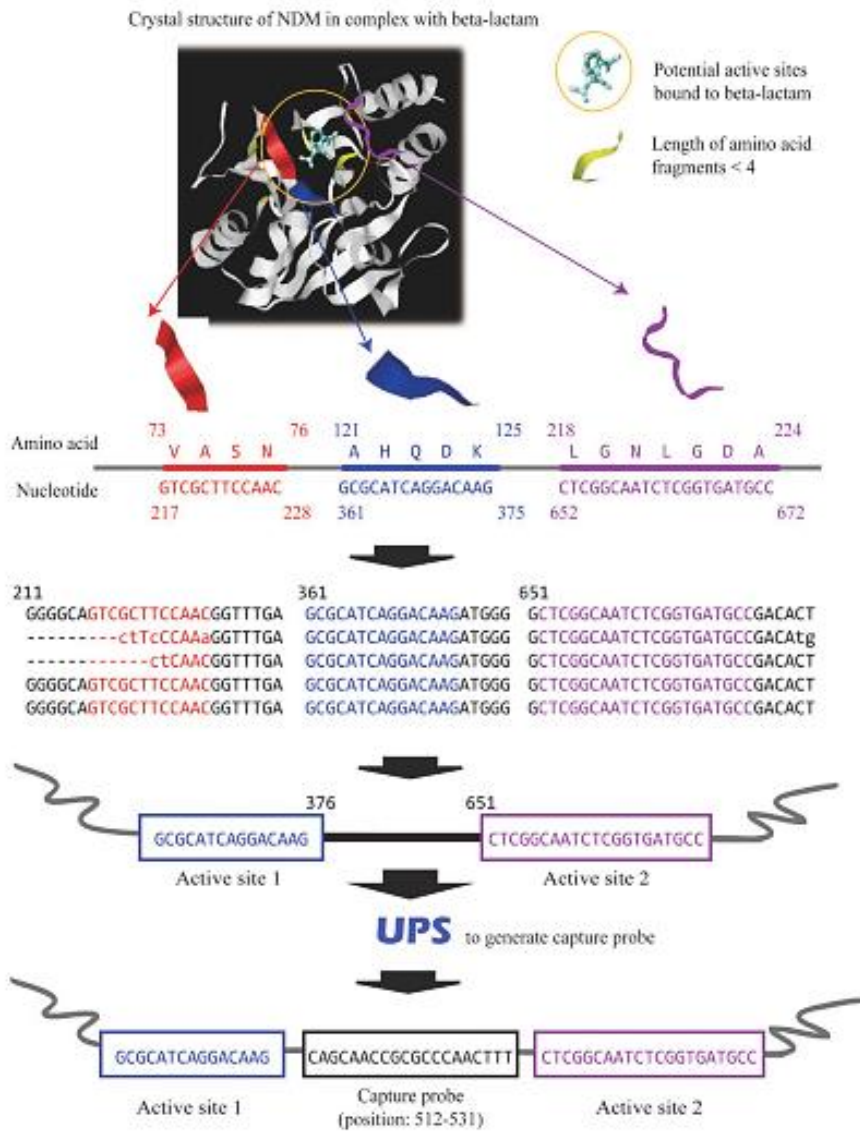 Crystal structure of NDM in complex with beta-lactam
Potential active sites
bound to beta-lactam
Length of amino acid
fragments < 4
73 76 121 125 218 224
Amino acid V A S N A H Q D K L G N L G D A
Nucleotide GTCGCTTCCAAC GCGCATCAGGACAAG CTCGGCAATCTCGGTGATGCC
217 228 361 375 652 672
211 361 651
GGGGCAGTCGCTTCCAACGGTTTGA GCGCATCAGGACAAGATGGG GCTCGGCAATCTCGGTGATGCCGACACT
---------ctTcCCAAaGGTTTGA GCGCATCAGGACAAGATGGG GCTCGGCAATCTCGGTGATGCCGACAtg
------------ctCAACGGTTTGA GCGCATCAGGACAAGATGGG GCTCGGCAATCTCGGTGATGCCGACACT
GGGGCAGTCGCTTCCAACGGTTTGA GCGCATCAGGACAAGATGGG GCTCGGCAATCTCGGTGATGCCGACACT
GGGGCAGTCGCTTCCAACGGTTTGA GCGCATCAGGACAAGATGGG GCTCGGCAATCTCGGTGATGCCGACACT
376 651
GCGCATCAGGACAAG CTCGGCAATCTCGGTGATGCC
Active site 1 Active site 2
UPS to generate capture probe
GCGCATCAGGACAAG CAGCAACCGCGCCCAACTTT CTCGGCAATCTCGGTGATGCC
Active site 1 Capture probe Active site 2
(position: 512-531)